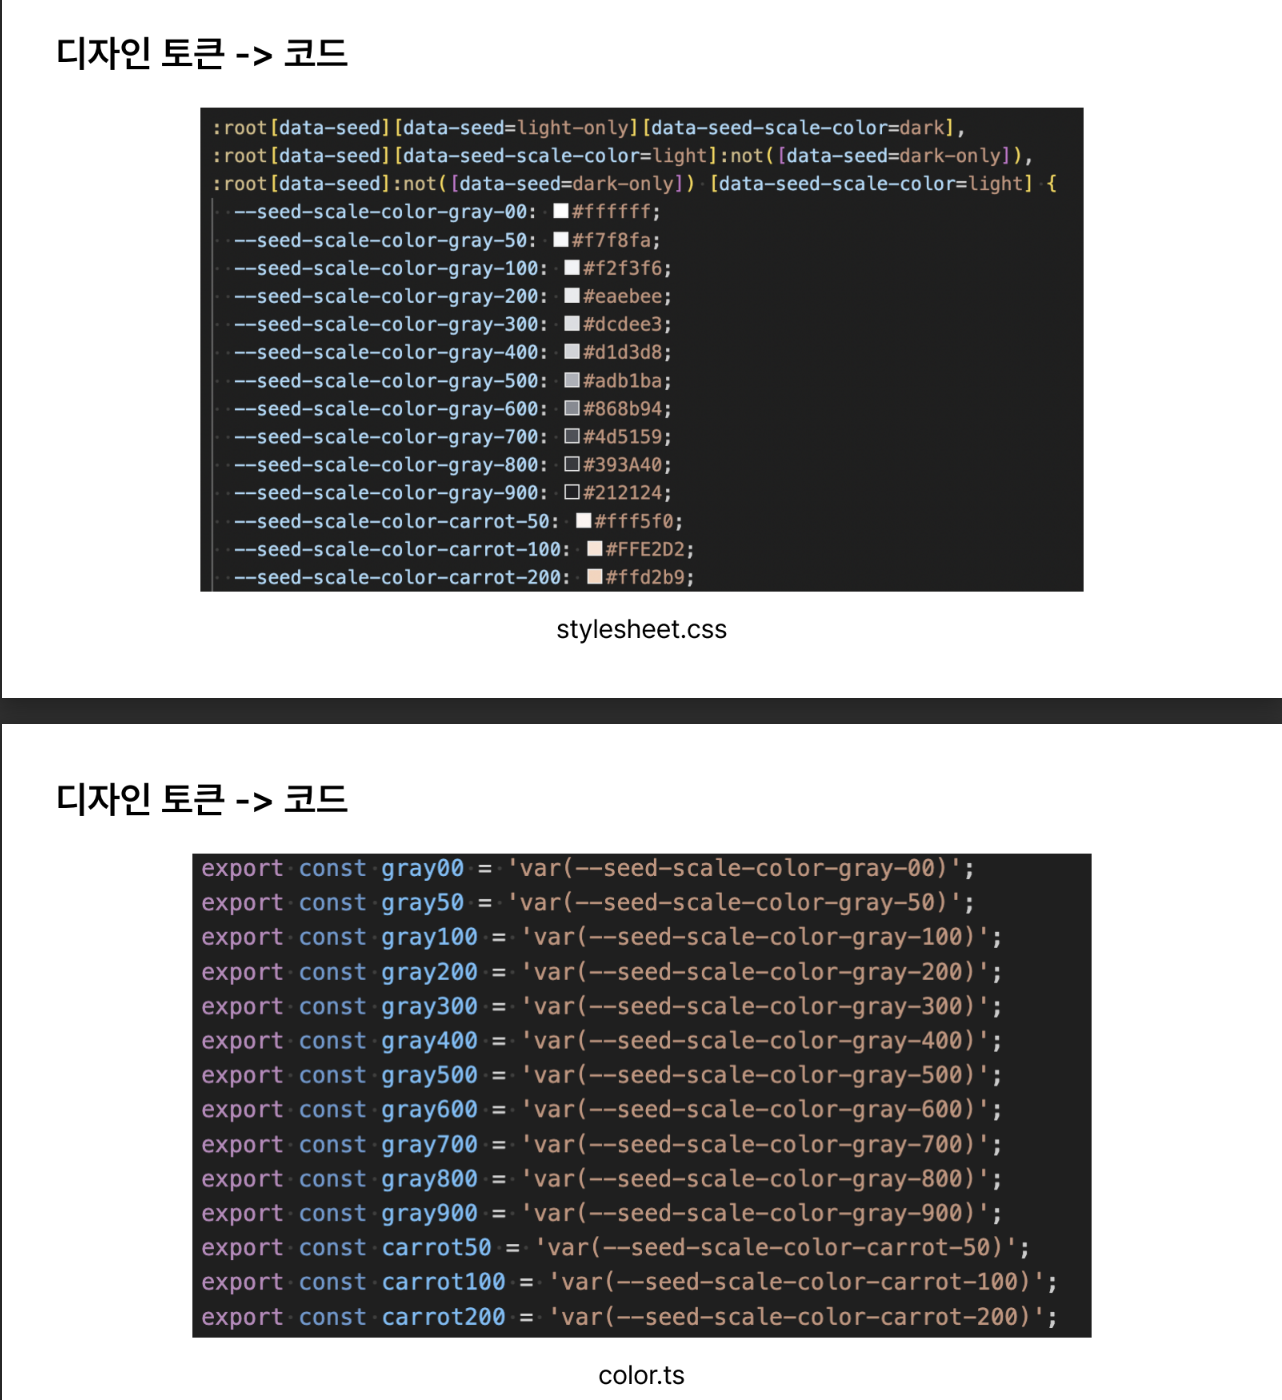 디자인 토큰 -> 코드
:root[data-seed][data-seed=light-only][data-seed-scale-color=dark],
:root[data-seed][data-seed-scale-color=light]:not([data-seed=dark-only]),
:root[data-seed]:not([data-seed=dark-only]) [data-seed-scale-color=light] {
--seed-scale-color-gray-00: #ffffff;
--seed-scale-color-gray-50: #f7f8fa;
--seed-scale-color-gray-100: #f2f3f6;
--seed-scale-color-gray-200: #eaebee;
--seed-scale-color-gray-300: #dcdee3;
--seed-scale-color-gray-400: #d1d3d8;
--seed-scale-color-gray-500: #adb1ba;
--seed-scale-color-gray-600: #868b94;
--seed-scale-color-gray-700: #4d5159;
--seed-scale-color-gray-800: #393A40;
--seed-scale-color-gray-900: #212124;
--seed-scale-color-carrot-50: #fff5f0;
--seed-scale-color-carrot-100: #FFE2D2;
--seed-scale-color-carrot-200: #ffd2b9;
stylesheet.css
디자인 토큰 -> 코드
export const gray00 = 'var(--seed-scale-color-gray-00)';
export const gray50 = 'var(--seed-scale-color-gray-50)';
export const gray100 = 'var(--seed-scale-color-gray-100)';
export const gray200 = 'var(--seed-scale-color-gray-200)';
export const gray300 = 'var(--seed-scale-color-gray-300)';
export const gray400 = 'var(--seed-scale-color-gray-400)';
export const gray500 = 'var(--seed-scale-color-gray-500)';
export const gray600 = 'var(--seed-scale-color-gray-600)';
export const gray700 = 'var(--seed-scale-color-gray-700)';
export const gray800 = 'var(--seed-scale-color-gray-800)';
export const gray900 = 'var(--seed-scale-color-gray-900)';
export const carrot50 = 'var(--seed-scale-color-carrot-50)';
export const carrot100 = 'var(--seed-scale-color-carrot-100)';
export const carrot200 = 'var(--seed-scale-color-carrot-200)';
color.ts